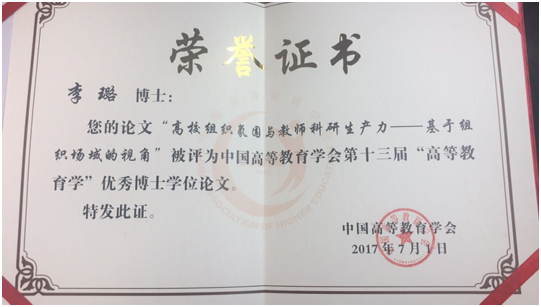 荣誉证书
李璐 博士：
您的论文“高校组织氛围与教师科研生产力——基于组
织场域的视角”被评为中国高等教育学会第十三届“高等教
育学”优秀博士学位论文。
特发此证。
中国高等教育学会
2017年7月1日
ASSOCIATION OF HIGHER EDUCATION